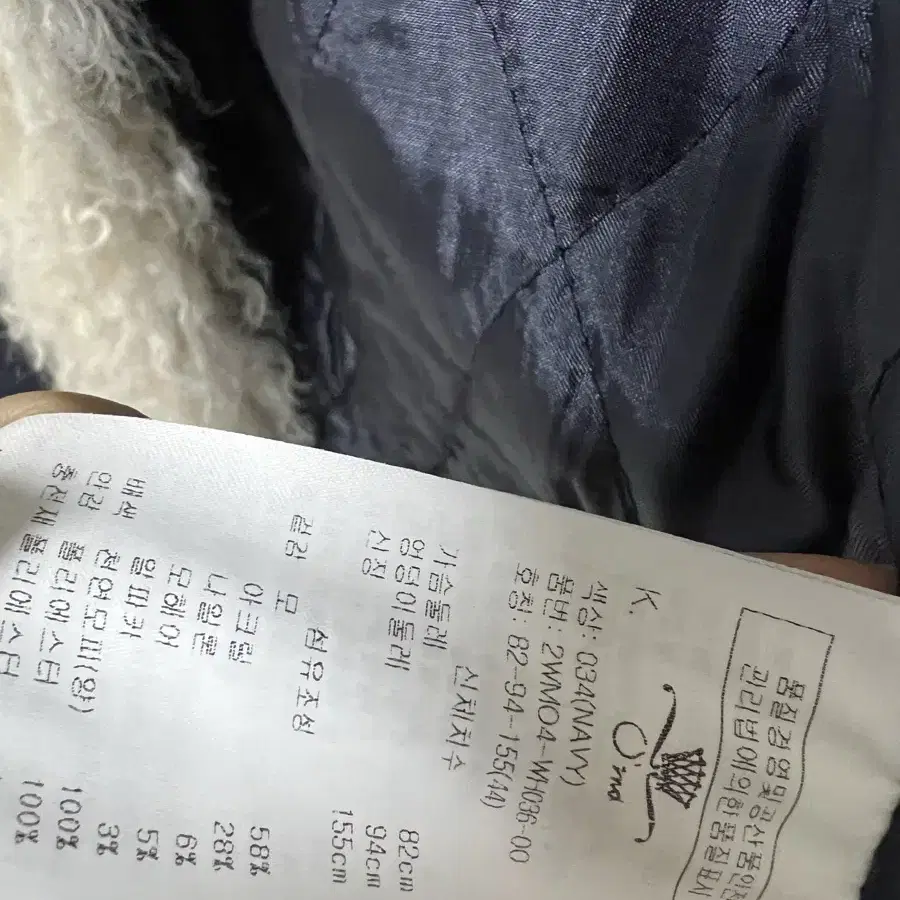 품질경영및공산품안전
관리법에의한품질표시
K.
색상: 034(NAVY)
품번: 2WMO4-WH036-00
호칭: 82-94-155(44)
신체치수
가슴둘레 82cm
엉덩이둘레 94cm
신장 155cm
섬유조성
겉감 모 58%
아크릴 28%
나일론 6%
모헤어 5%
알파카 3%
배색 천연모피(양) 100%
안감 폴리에스터 100%
충전재 폴리에스터